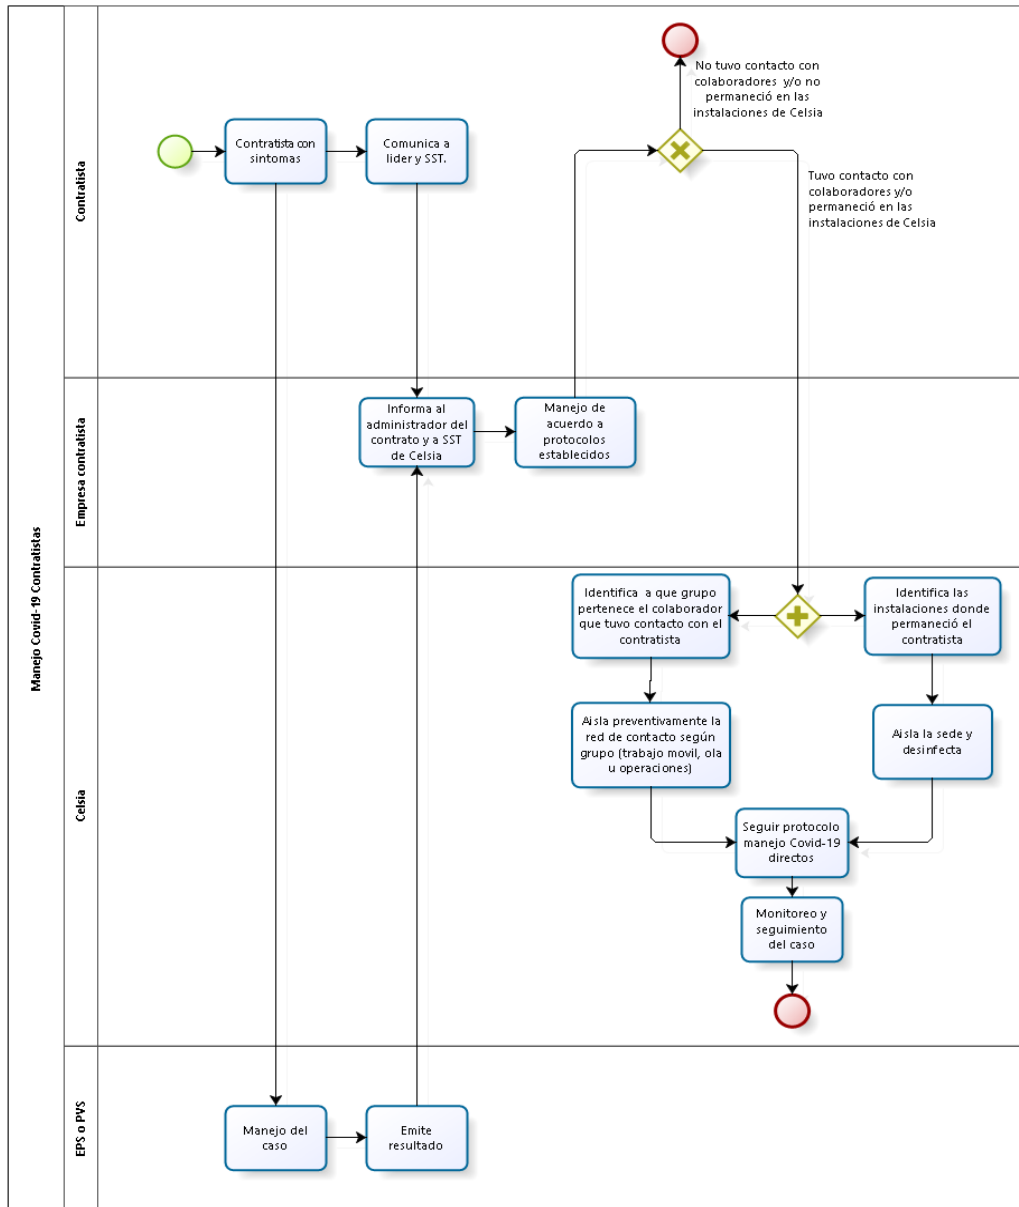 Manejo Covid-19 Contratistas
Contratista
Contratista con
sintomas
Comunica a
lider y SST.
No tuvo contacto con
colaboradores y/o no
permaneció en las
instalaciones de Celsia
Tuvo contacto con
colaboradores y/o
permaneció en las
instalaciones de Celsia
Empresa contratista
Informa al
administrador del
contrato y a SST
de Celsia
Manejo de
acuerdo a
protocolos
establecidos
Celsia
Identifica a que grupo
pertenece el colaborador
que tuvo contacto con el
contratista
Identifica las
instalaciones donde
permaneció el
contratista
Aisla preventivamente la
red de contacto según
grupo (trabajo movil, ola
u operaciones)
Aisla la sede y
desinfecta
Seguir protocolo
manejo Covid-19
directos
Monitoreo y
seguimiento
del caso
EPS o PVS
Manejo del
caso
Emite
resultado